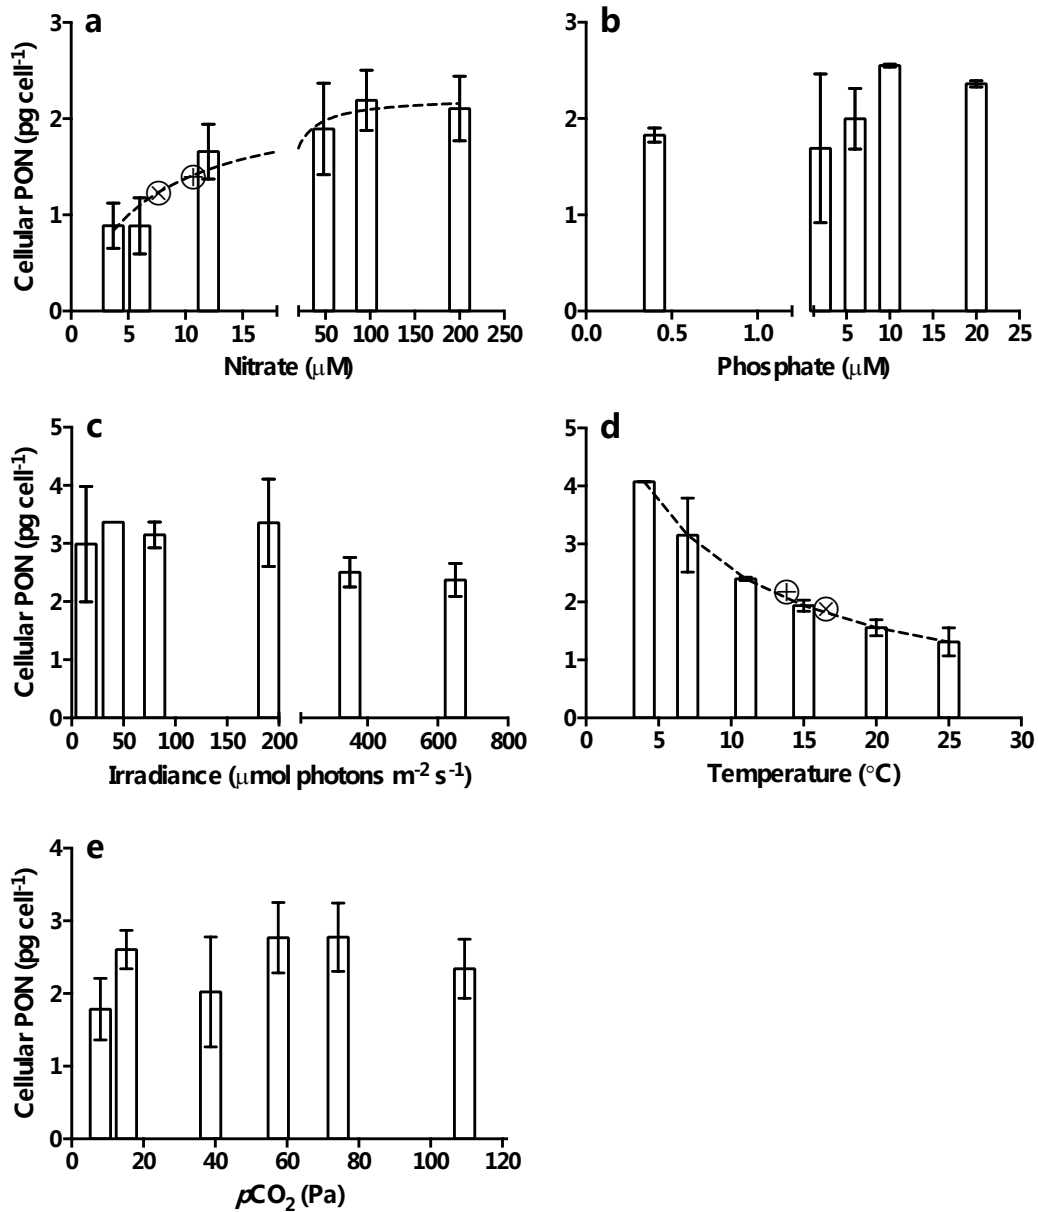 a
Cellular PON (pg cell⁻¹)
3
2
1
0
0 5 10 15 50 100 150 200 250
Nitrate (μM)
b
3
2
1
0
0.0 0.5 1.0 5 10 15 20 25
Phosphate (μM)
c
Cellular PON (pg cell⁻¹)
5
4
3
2
1
0
0 50 100 150 200 400 600 800
Irradiance (μmol photons m⁻² s⁻¹)
d
5
4
3
2
1
0
0 5 10 15 20 25 30
Temperature (°C)
e
Cellular PON (pg cell⁻¹)
4
3
2
1
0
0 20 40 60 80 100 120
pCO₂ (Pa)